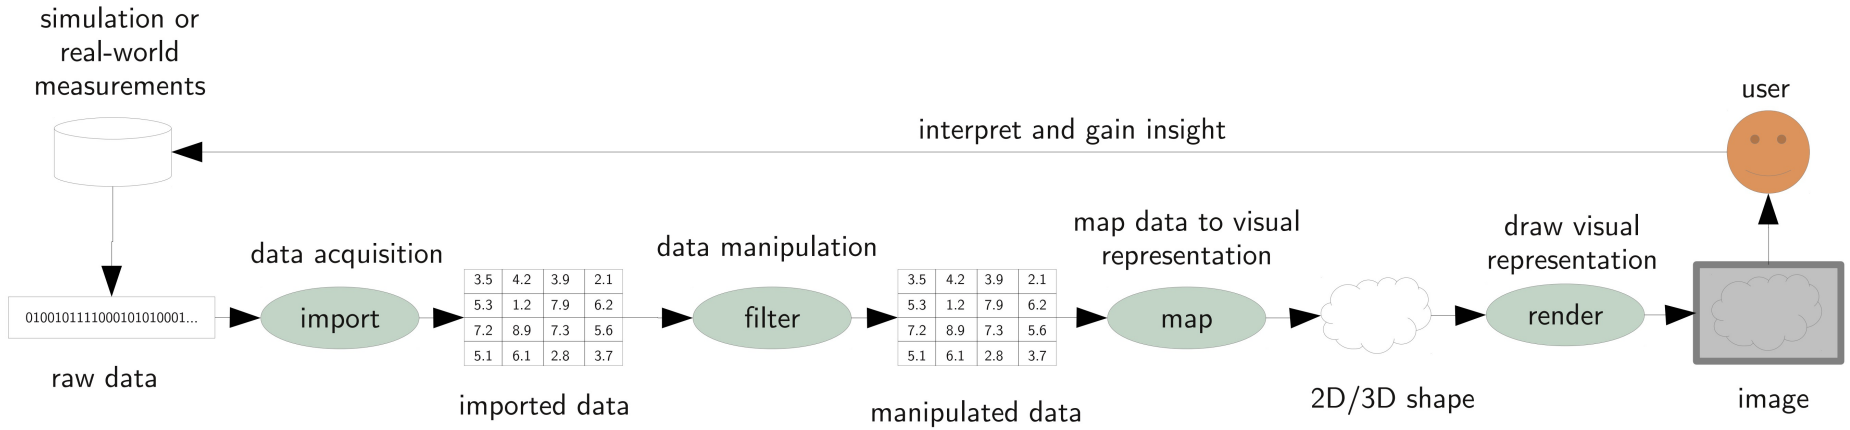 simulation or
real-world
measurements
user
interpret and gain insight
map data to visual
representation
draw visual
representation
data acquisition
data manipulation
0100101111000101010001...
import
3.5 4.2 3.9 2.1
5.3 1.2 7.9 6.2
7.2 8.9 7.3 5.6
5.1 6.1 2.8 3.7
filter
3.5 4.2 3.9 2.1
5.3 1.2 7.9 6.2
7.2 8.9 7.3 5.6
5.1 6.1 2.8 3.7
map
render
raw data
imported data
manipulated data
2D/3D shape
image